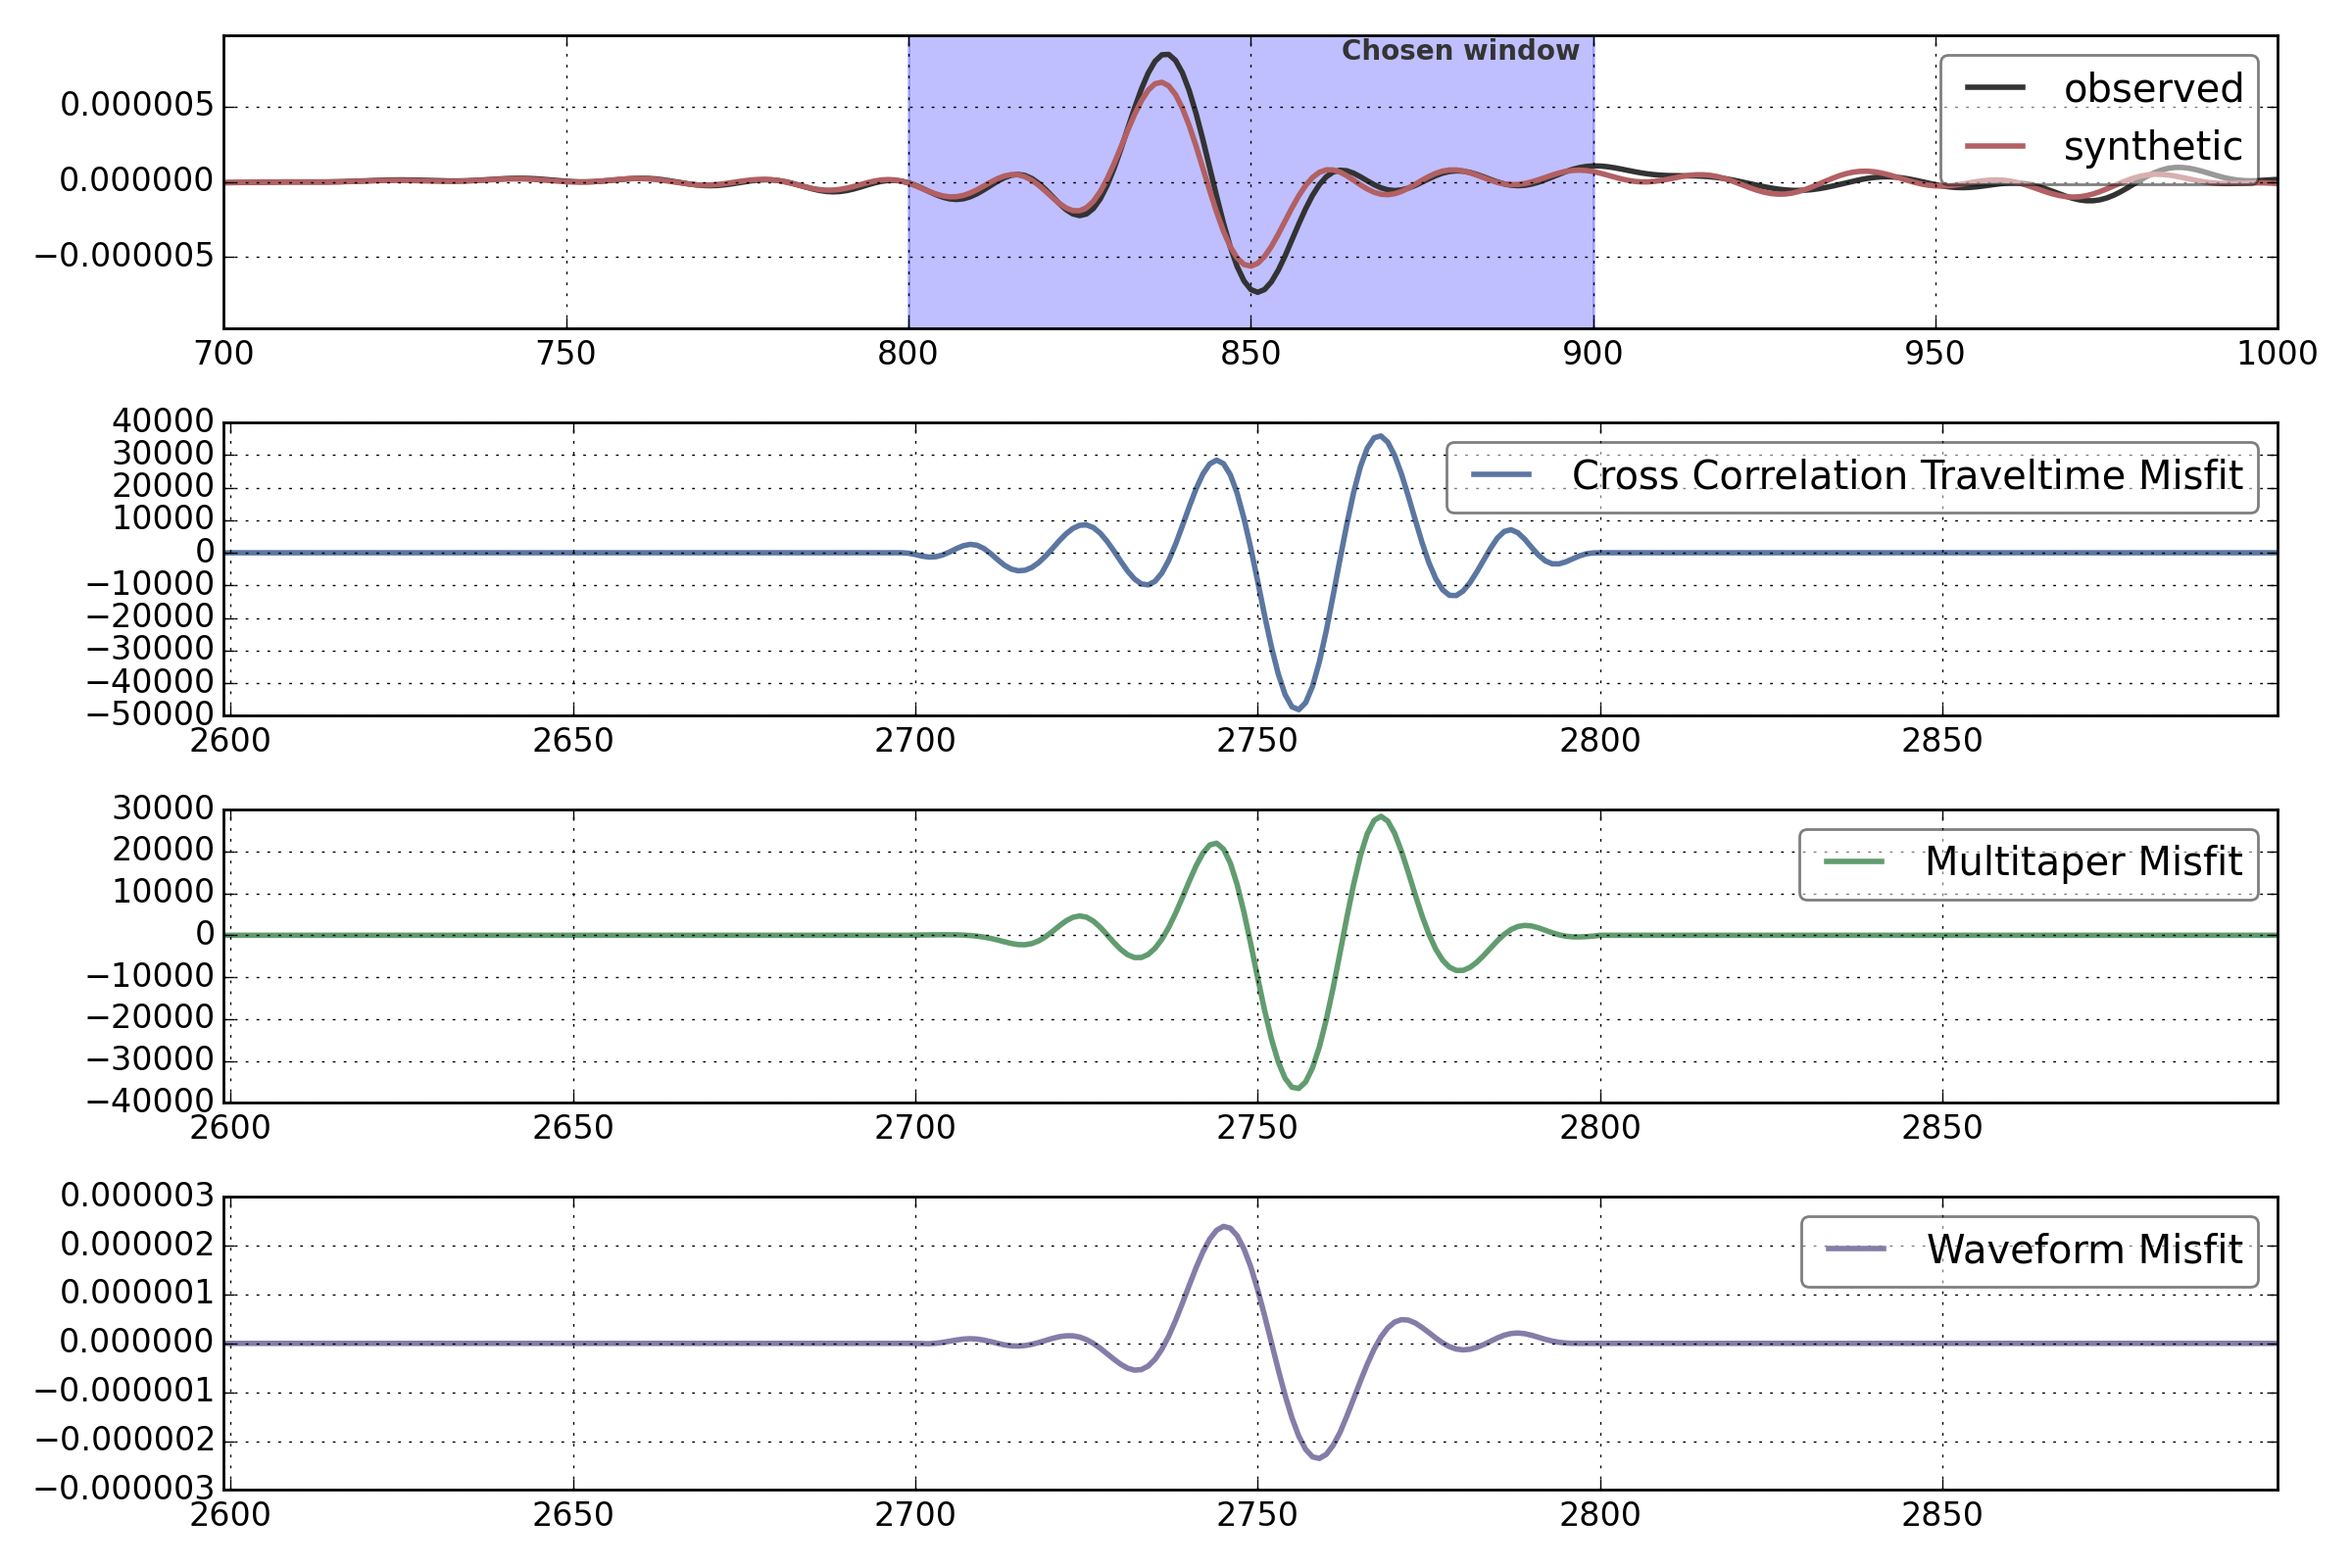 Chosen window
observed
synthetic
0.000005
0.000000
−0.000005
700 750 800 850 900 950 1000
Cross Correlation Traveltime Misfit
40000
30000
20000
10000
0
−10000
−20000
−30000
−40000
−50000
2600 2650 2700 2750 2800 2850
Multitaper Misfit
30000
20000
10000
0
−10000
−20000
−30000
−40000
2600 2650 2700 2750 2800 2850
Waveform Misfit
0.000003
0.000002
0.000001
0.000000
−0.000001
−0.000002
−0.000003
2600 2650 2700 2750 2800 2850